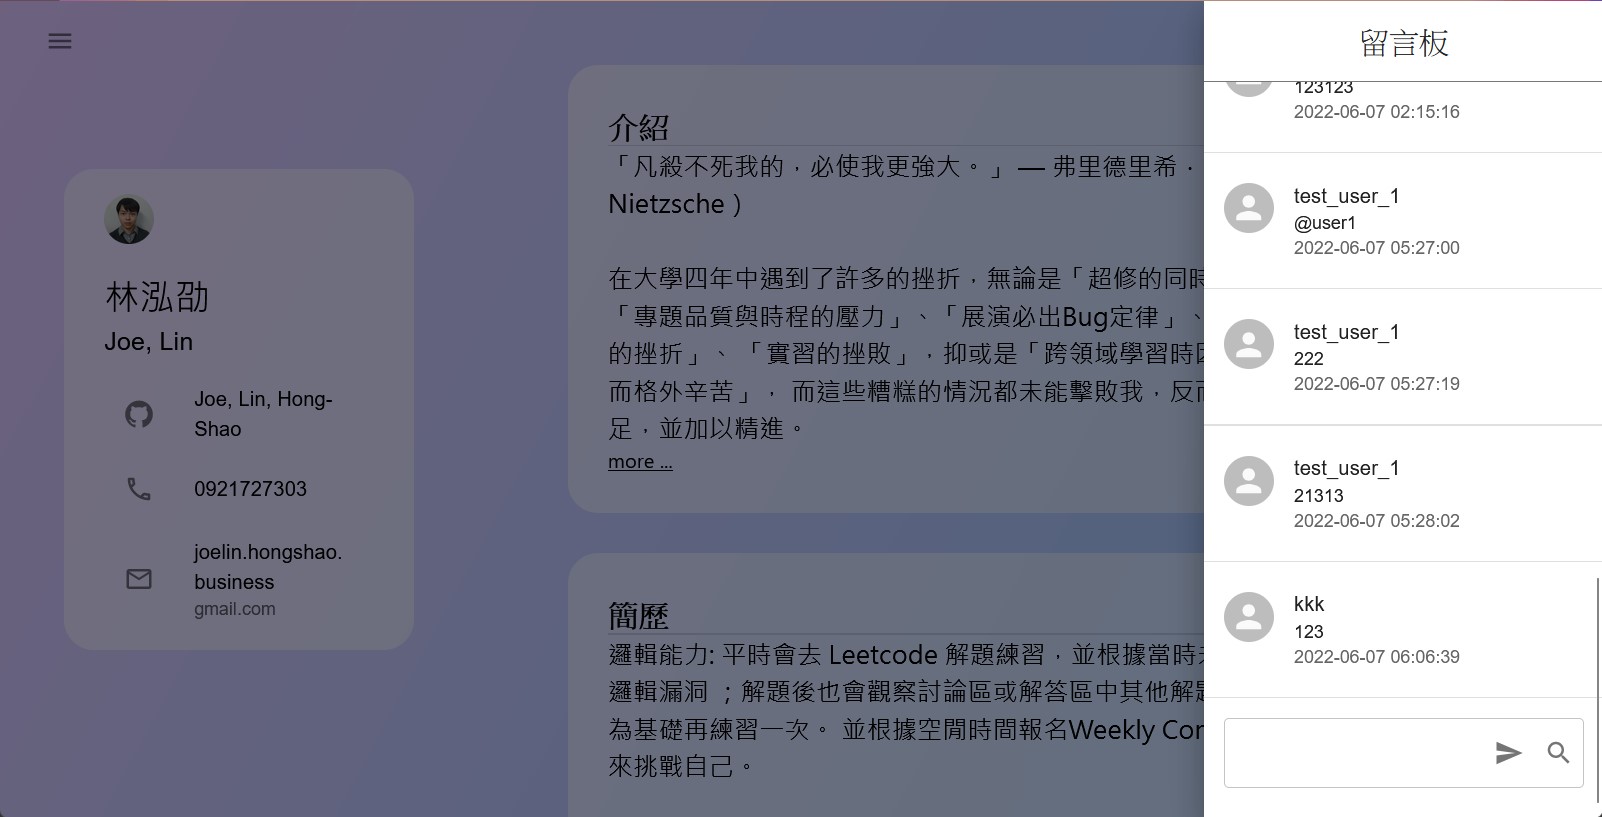 林泓劭
Joe, Lin
Joe, Lin, Hong-
Shao
0921727303
joelin.hongshao.
business
gmail.com
介紹
「凡殺不死我的，必使我更強大。」 — 弗里德里希．
Nietzsche )
在大學四年中遇到了許多的挫折，無論是「超修的同時
「專題品質與時程的壓力」、「展演必出Bug定律」、
的挫折」、 「實習的挫敗」，抑或是「跨領域學習時因
而格外辛苦」， 而這些糟糕的情況都未能擊敗我，反而
足，並加以精進。
more ...
簡歷
邏輯能力: 平時會去 Leetcode 解題練習，並根據當時
邏輯漏洞 ；解題後也會觀察討論區或解答區中其他解題
為基礎再練習一次。 並根據空閒時間報名Weekly Con
來挑戰自己。
留言板
123123
2022-06-07 02:15:16
test_user_1
@user1
2022-06-07 05:27:00
test_user_1
222
2022-06-07 05:27:19
test_user_1
21313
2022-06-07 05:28:02
kkk
123
2022-06-07 06:06:39